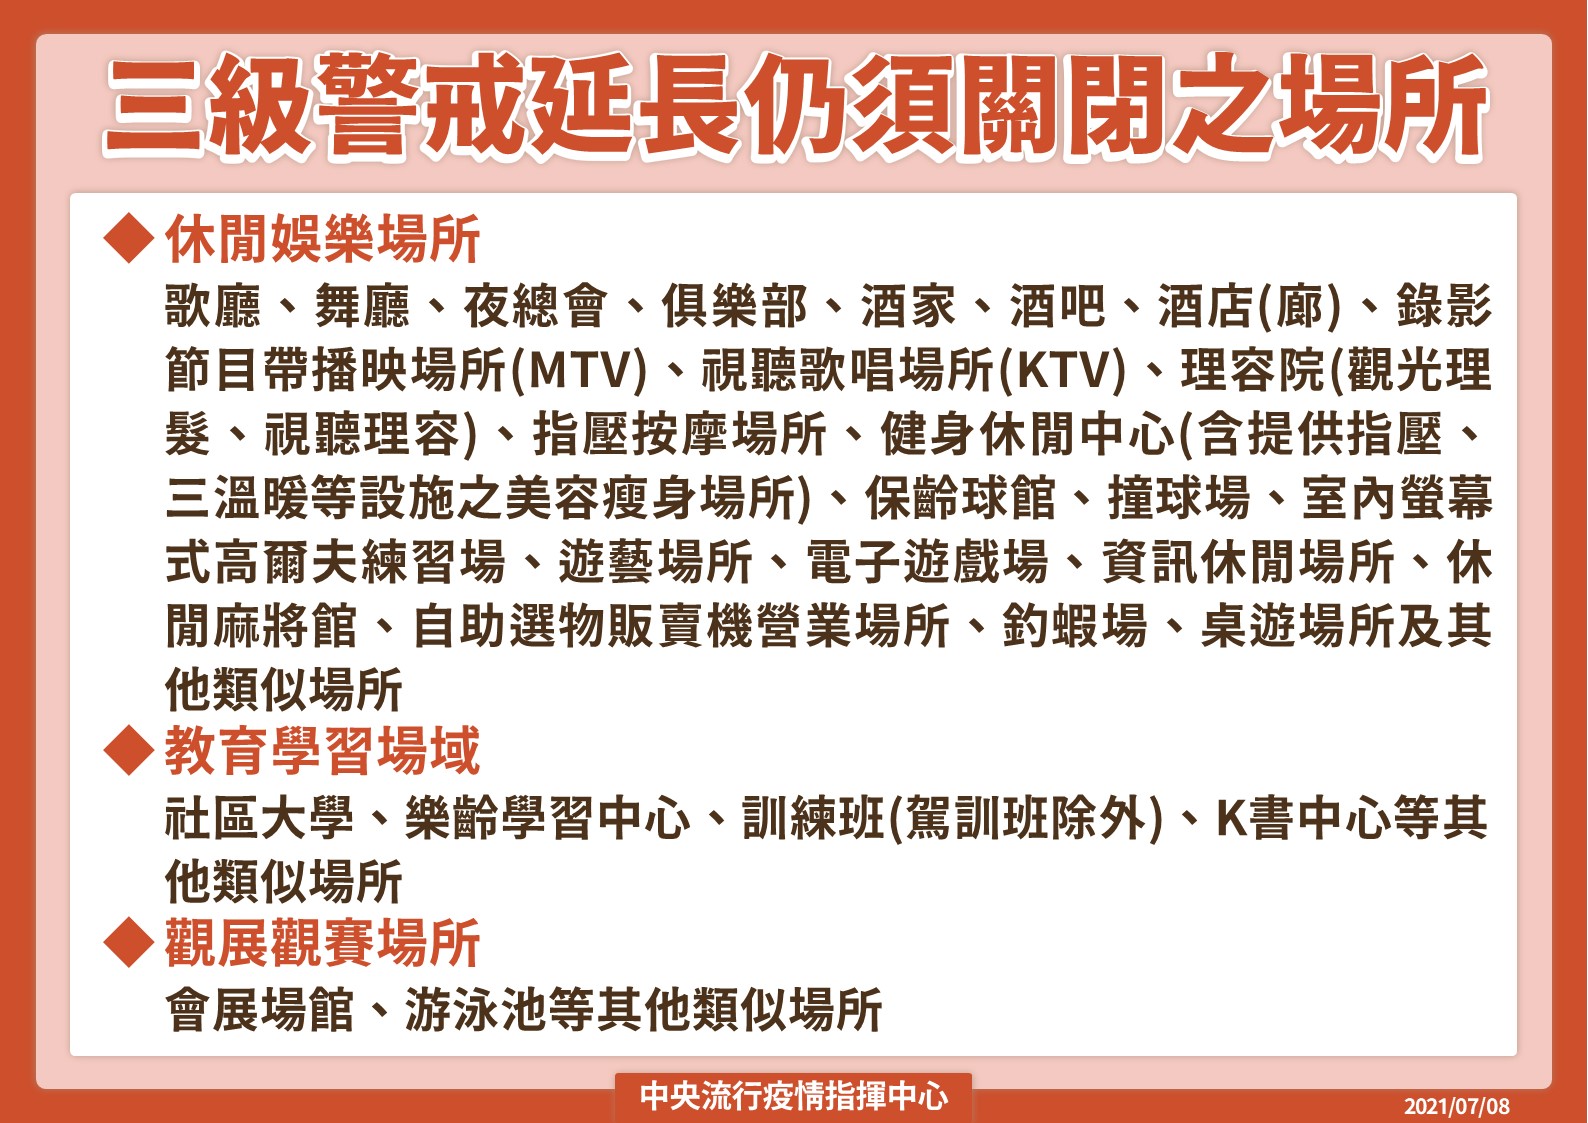 三級警戒延長仍須關閉之場所
◆休閒娛樂場所
歌廳、舞廳、夜總會、俱樂部、酒家、酒吧、酒店(廊)、錄影
節目帶播映場所(MTV)、視聽歌唱場所(KTV)、理容院(觀光理
髮、視聽理容)、指壓按摩場所、健身休閒中心(含提供指壓、
三溫暖等設施之美容瘦身場所)、保齡球館、撞球場、室內螢幕
式高爾夫練習場、遊藝場所、電子遊戲場、資訊休閒場所、休
閒麻將館、自助選物販賣機營業場所、釣蝦場、桌遊場所及其
他類似場所
◆教育學習場域
社區大學、樂齡學習中心、訓練班(駕訓班除外)、K書中心等其
他類似場所
◆觀展觀賽場所
會展場館、游泳池等其他類似場所
中央流行疫情指揮中心
2021/07/08